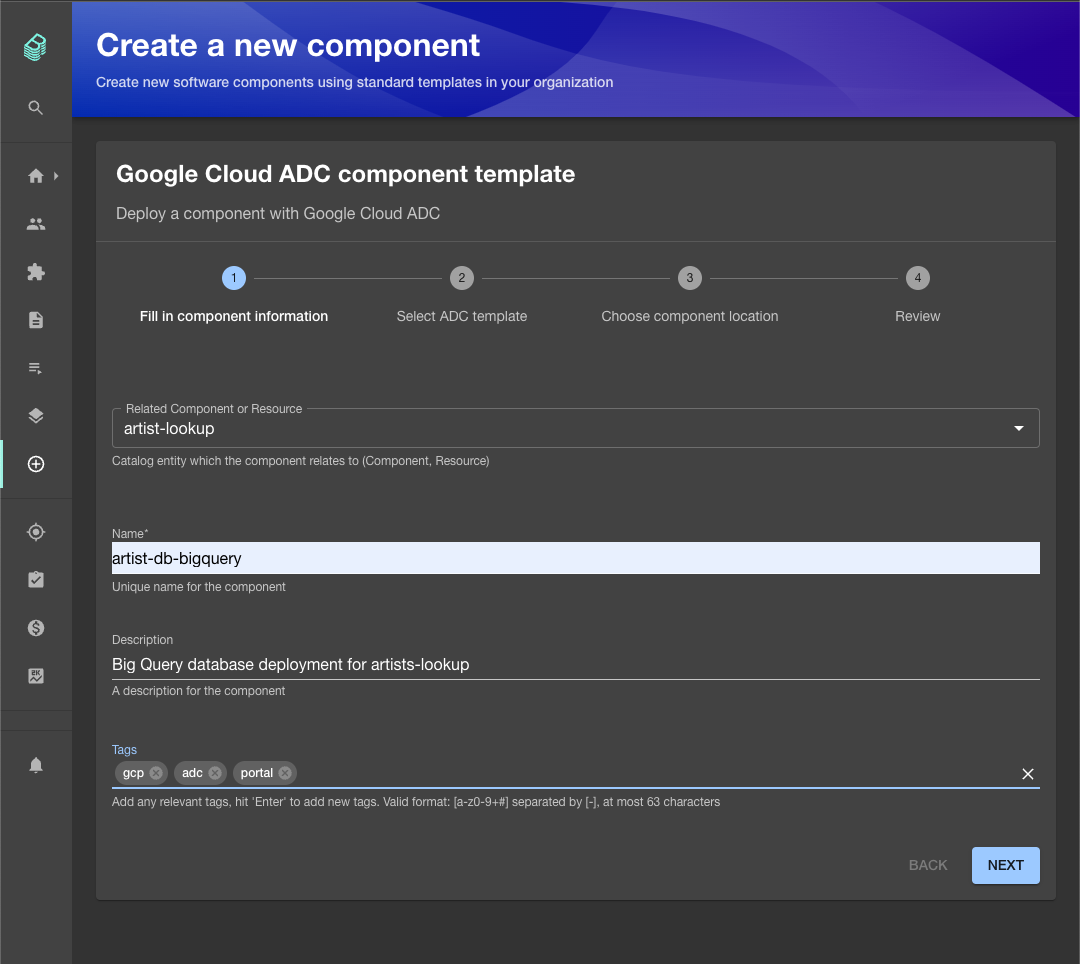 Create a new component
Create new software components using standard templates in your organization
Google Cloud ADC component template
Deploy a component with Google Cloud ADC
1
2
3
4
Fill in component information
Select ADC template
Choose component location
Review
Related Component or Resource
artist-lookup
Catalog entity which the component relates to (Component, Resource)
Name*
artist-db-bigquery
Unique name for the component
Description
Big Query database deployment for artists-lookup
A description for the component
Tags
gcp adc portal
Add any relevant tags, hit 'Enter' to add new tags. Valid format: [a-z0-9+#] separated by [-], at most 63 characters
BACK NEXT